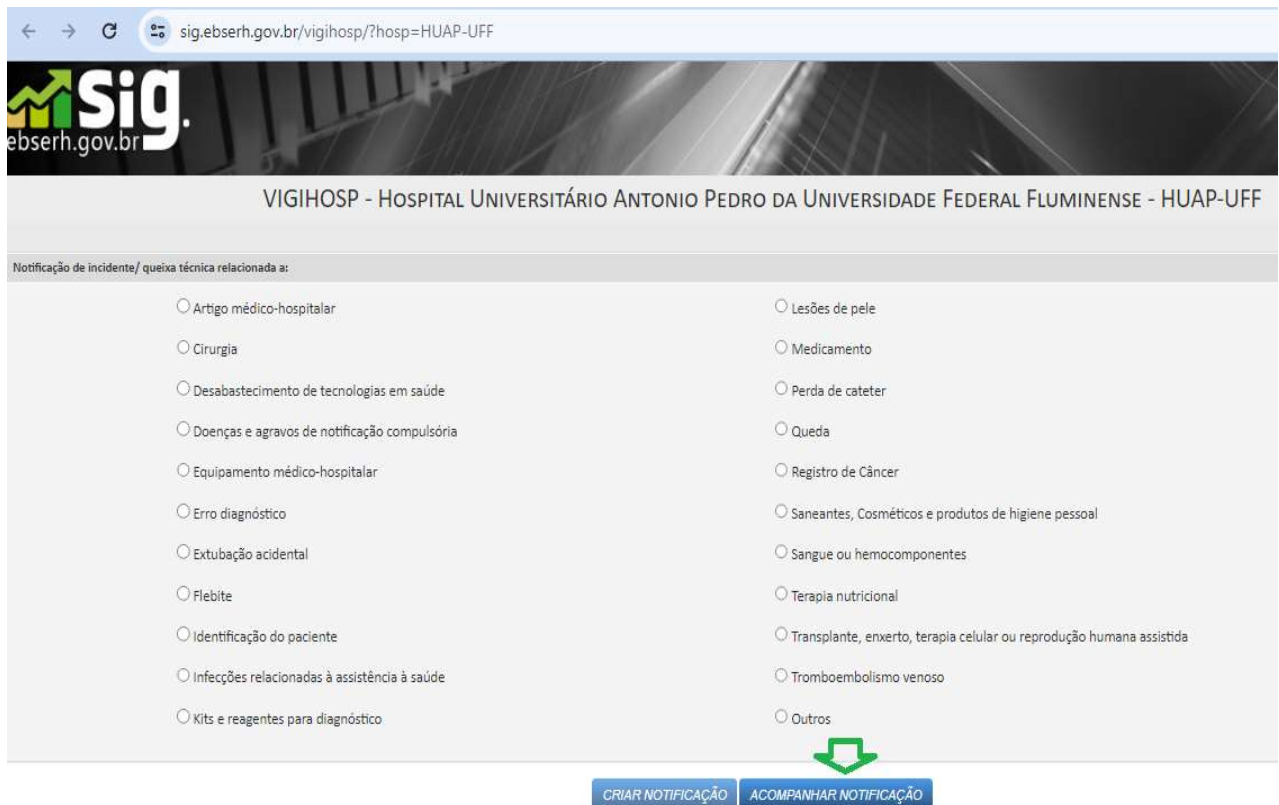 sig.ebserh.gov.br/vigihosp/?hosp=HUAP-UFF
Sig.
ebserh.gov.br
VIGIHOSP - HOSPITAL UNIVERSITÁRIO ANTONIO PEDRO DA UNIVERSIDADE FEDERAL FLUMINENSE - HUAP-UFF
Notificação de incidente/ queixa técnica relacionada a:
Artigo médico-hospitalar
Cirurgia
Desabastecimento de tecnologias em saúde
Doenças e agravos de notificação compulsória
Equipamento médico-hospitalar
Erro diagnóstico
Extubação acidental
Flebite
Identificação do paciente
Infecções relacionadas à assistência à saúde
Kits e reagentes para diagnóstico
Lesões de pele
Medicamento
Perda de cateter
Queda
Registro de Câncer
Saneantes, Cosméticos e produtos de higiene pessoal
Sangue ou hemocomponentes
Terapia nutricional
Transplante, enxerto, terapia celular ou reprodução humana assistida
Tromboembolismo venoso
Outros
CRIAR NOTIFICAÇÃO
ACOMPANHAR NOTIFICAÇÃO